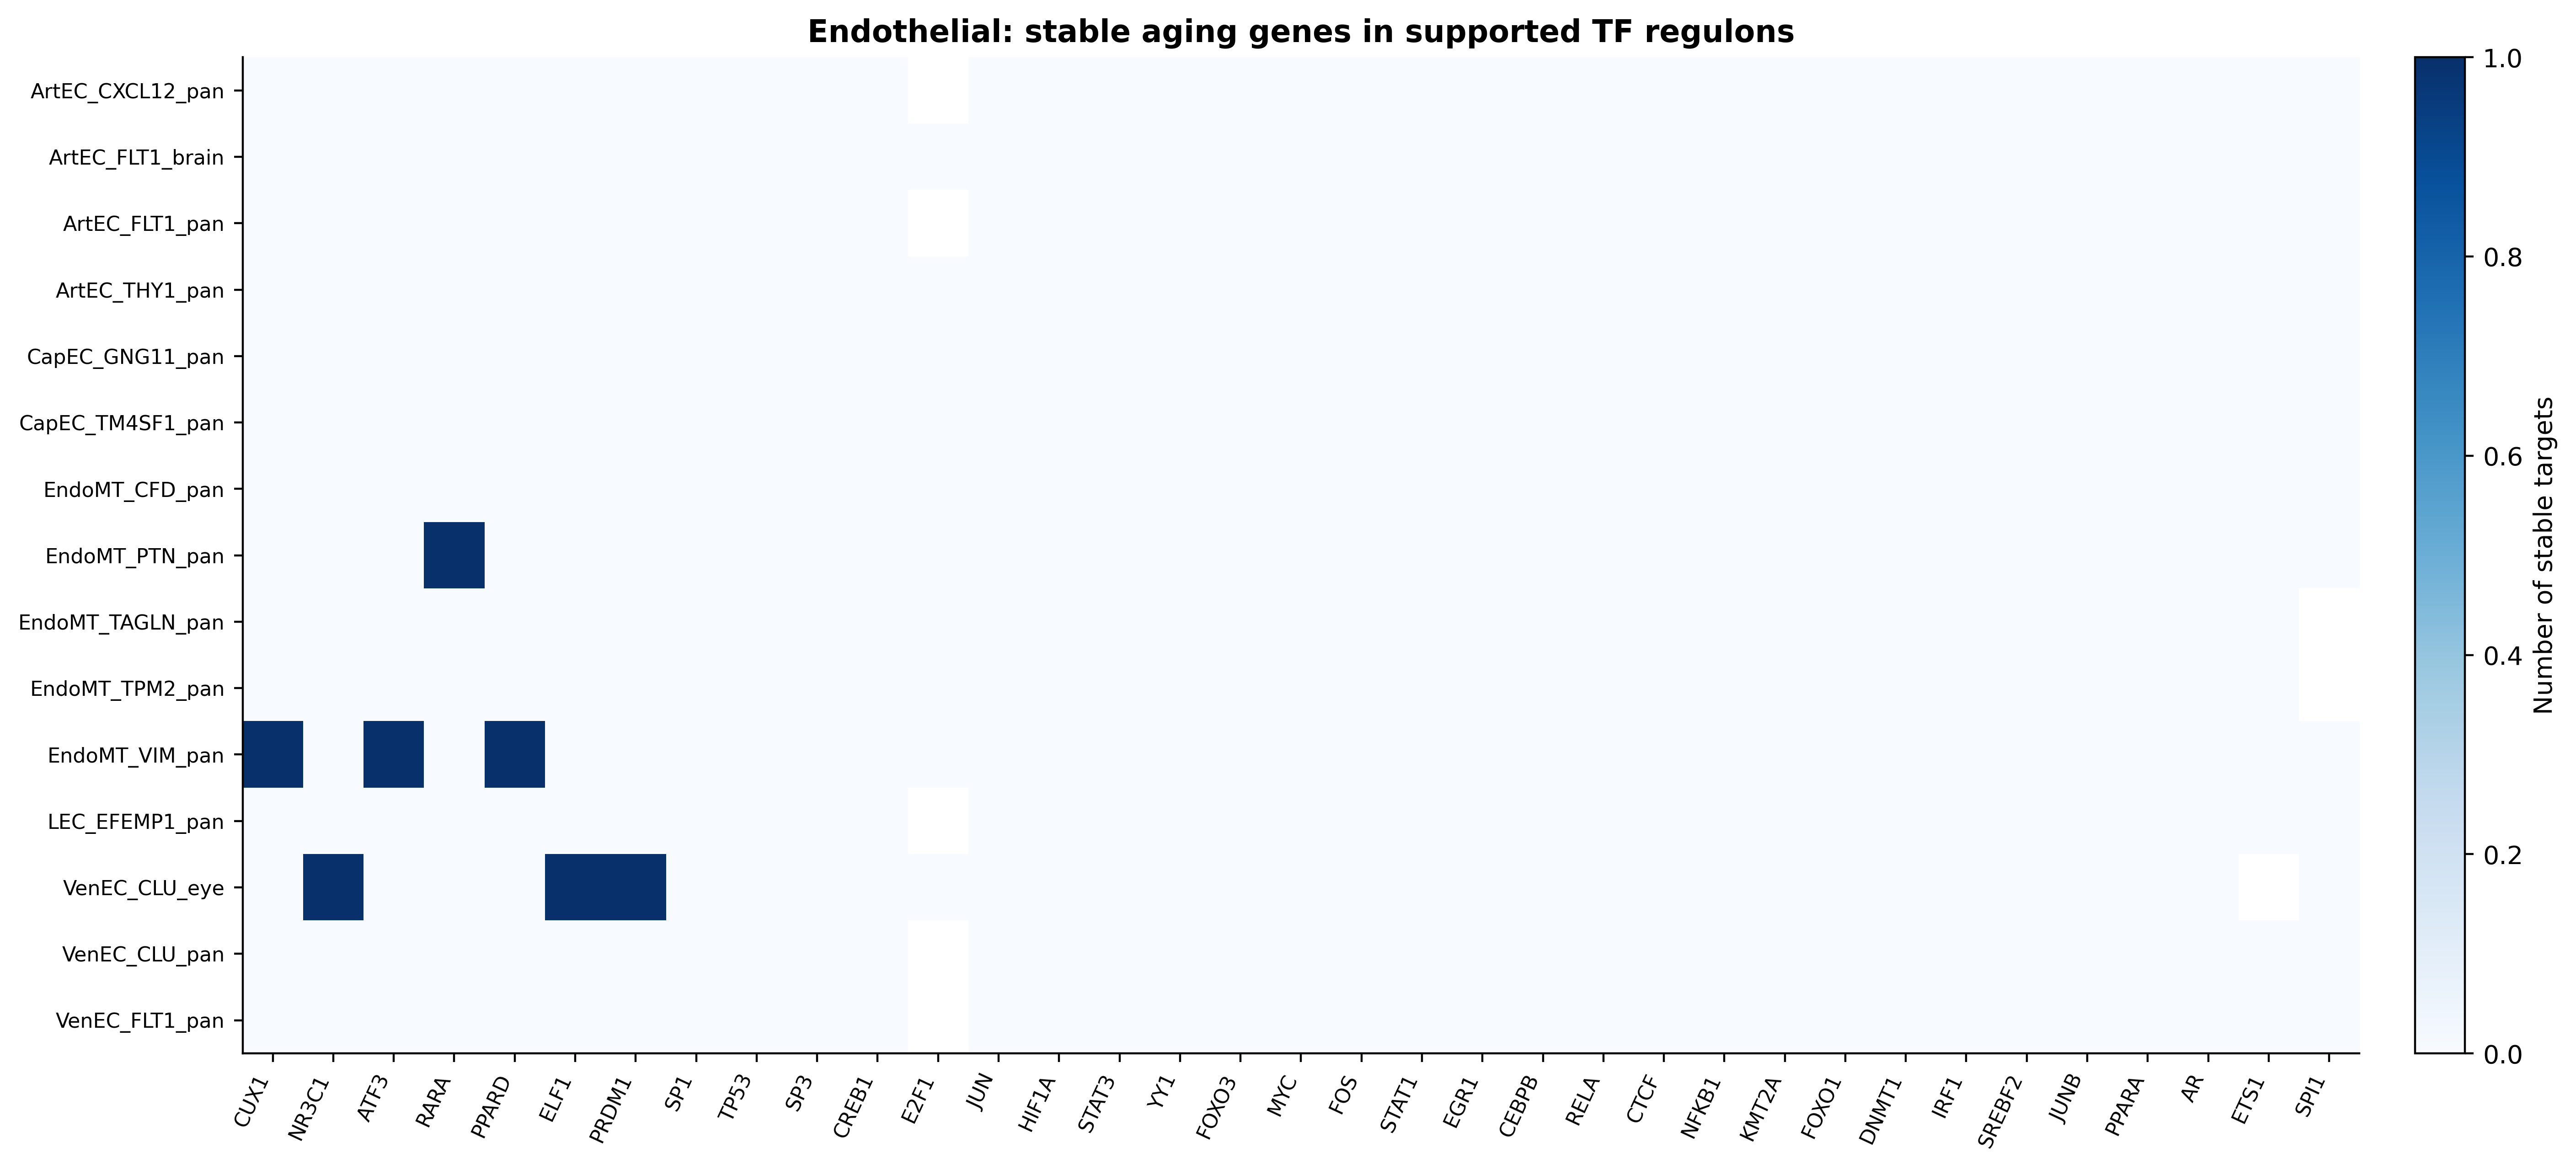 Endothelial: stable aging genes in supported TF regulons
ArtEC_CXCL12_pan
ArtEC_FLT1_brain
ArtEC_FLT1_pan
ArtEC_THY1_pan
CapEC_GNG11_pan
CapEC_TM4SF1_pan
EndoMT_CFD_pan
EndoMT_PTN_pan
EndoMT_TAGLN_pan
EndoMT_TPM2_pan
EndoMT_VIM_pan
LEC_EFEMP1_pan
VenEC_CLU_eye
VenEC_CLU_pan
VenEC_FLT1_pan
CUX1
NR3C1
ATF3
RARA
PPARD
ELF1
PRDM1
SP1
TP53
SP3
CREB1
E2F1
JUN
HIF1A
STAT3
YY1
FOXO3
MYC
FOS
STAT1
EGR1
CEBPB
RELA
CTCF
NFKB1
KMT2A
FOXO1
DNMT1
IRF1
SREBF2
JUNB
PPARA
AR
ETS1
SPI1
1.0
0.8
0.6
0.4
0.2
0.0
Number of stable targets